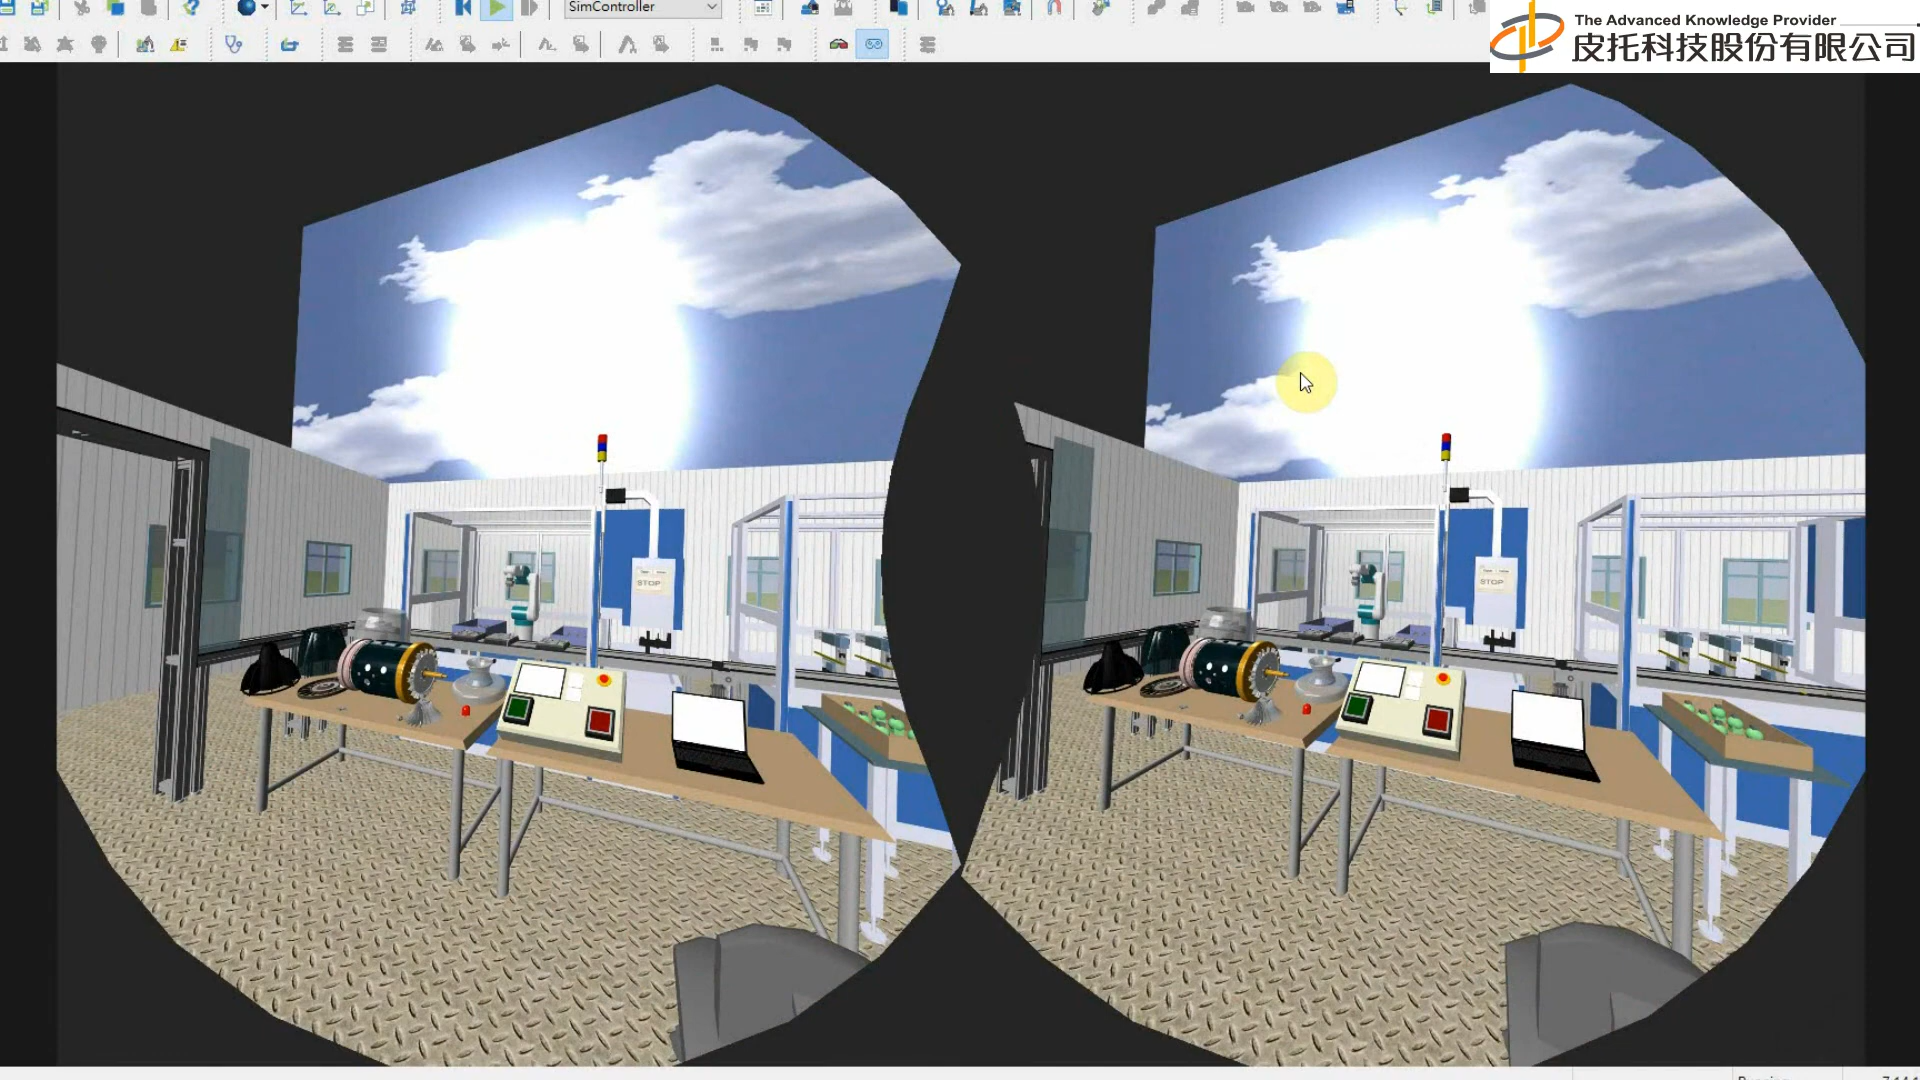 SimController
The Advanced Knowledge Provider
皮托科技股份有限公司
STOP
STOP